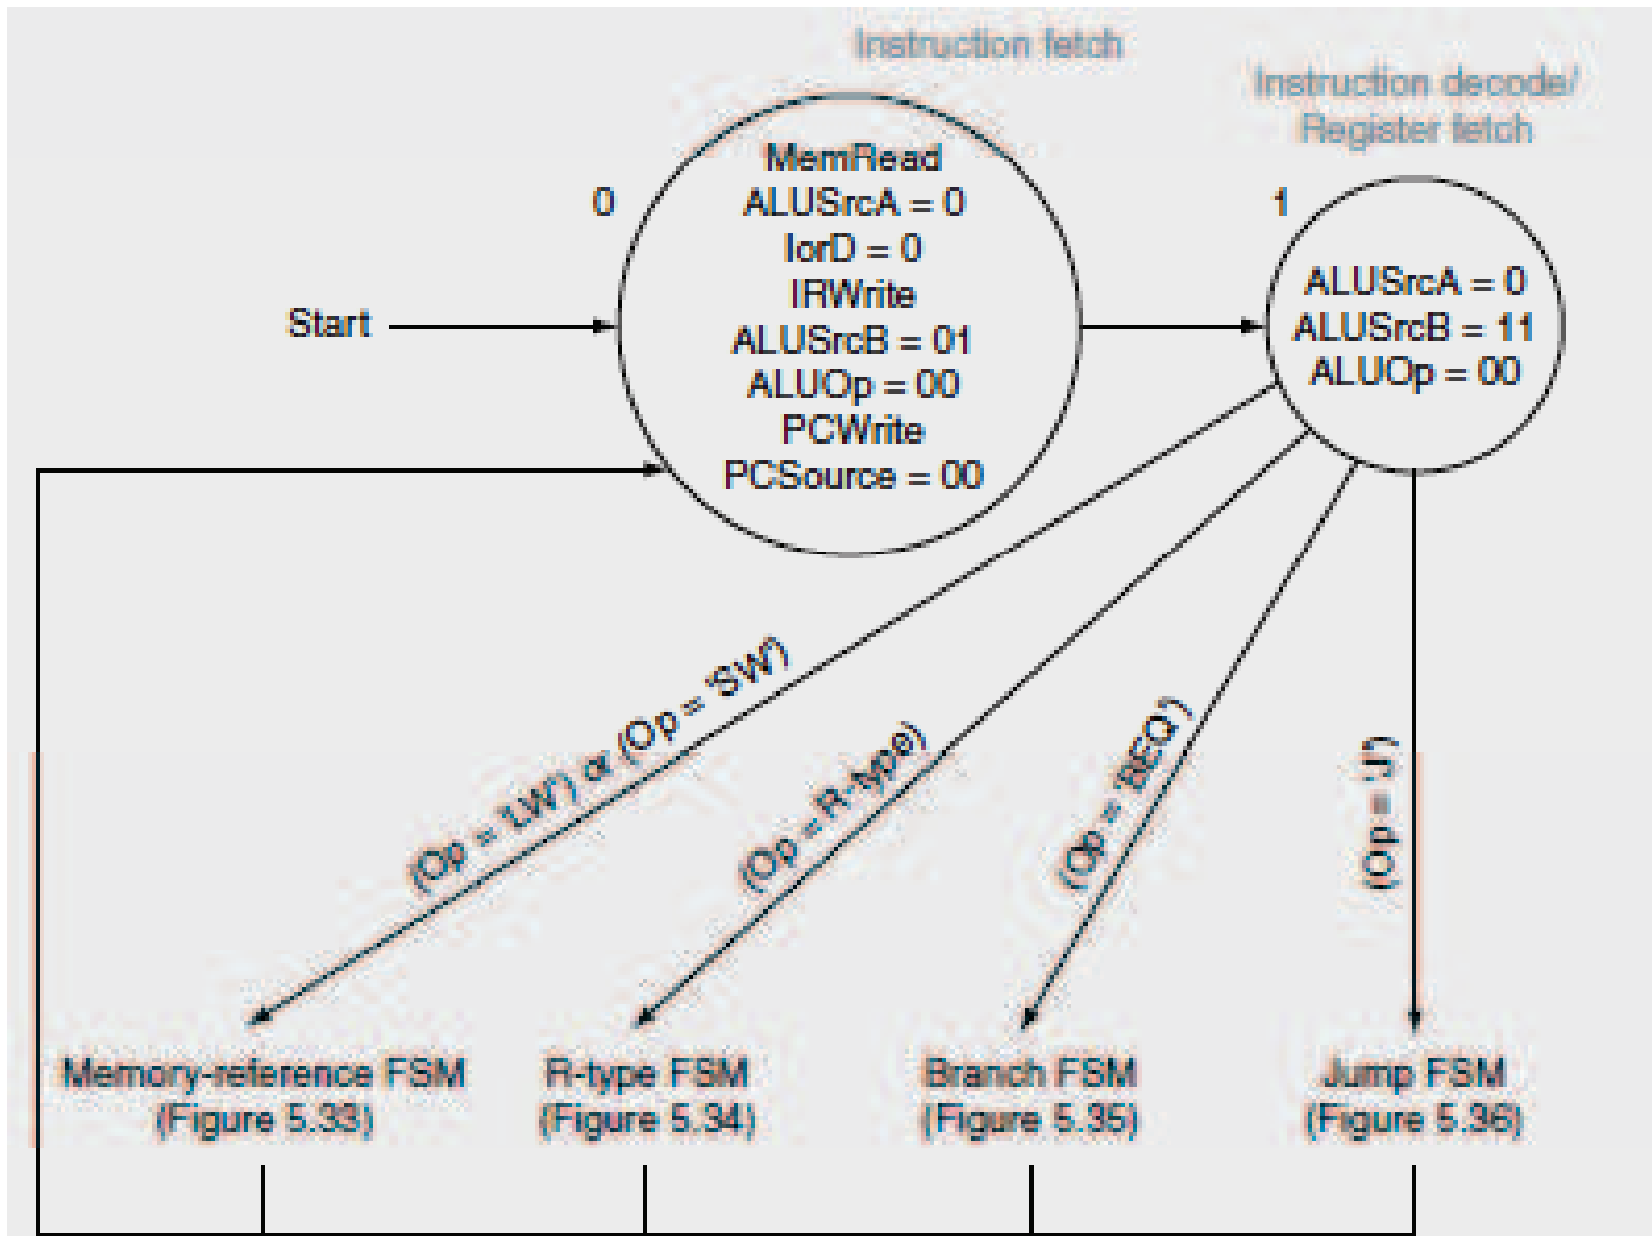 Instruction fetch
Instruction decode/
Register fetch
0
MemRead
ALUSrcA = 0
IorD = 0
IRWrite
ALUSrcB = 01
ALUOp = 00
PCWrite
PCSource = 00
1
ALUSrcA = 0
ALUSrcB = 11
ALUOp = 00
Start
(Op = 'LW') or (Op = 'SW')
(Op = R-type)
(Op = 'BEQ')
(Op = 'J')
Memory-reference FSM
(Figure 5.33)
R-type FSM
(Figure 5.34)
Branch FSM
(Figure 5.35)
Jump FSM
(Figure 5.36)